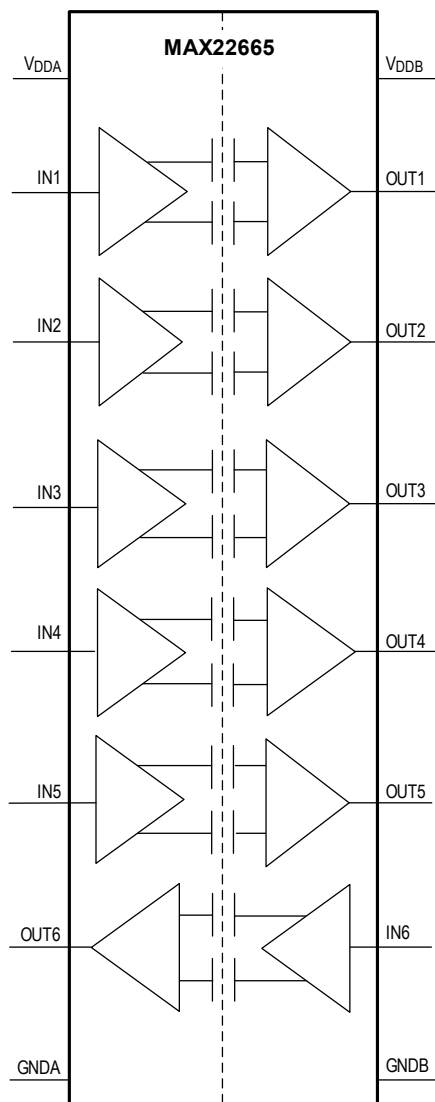 MAX22665
VDDA VDDB
IN1 OUT1
IN2 OUT2
IN3 OUT3
IN4 OUT4
IN5 OUT5
OUT6 IN6
GNDA GNDB